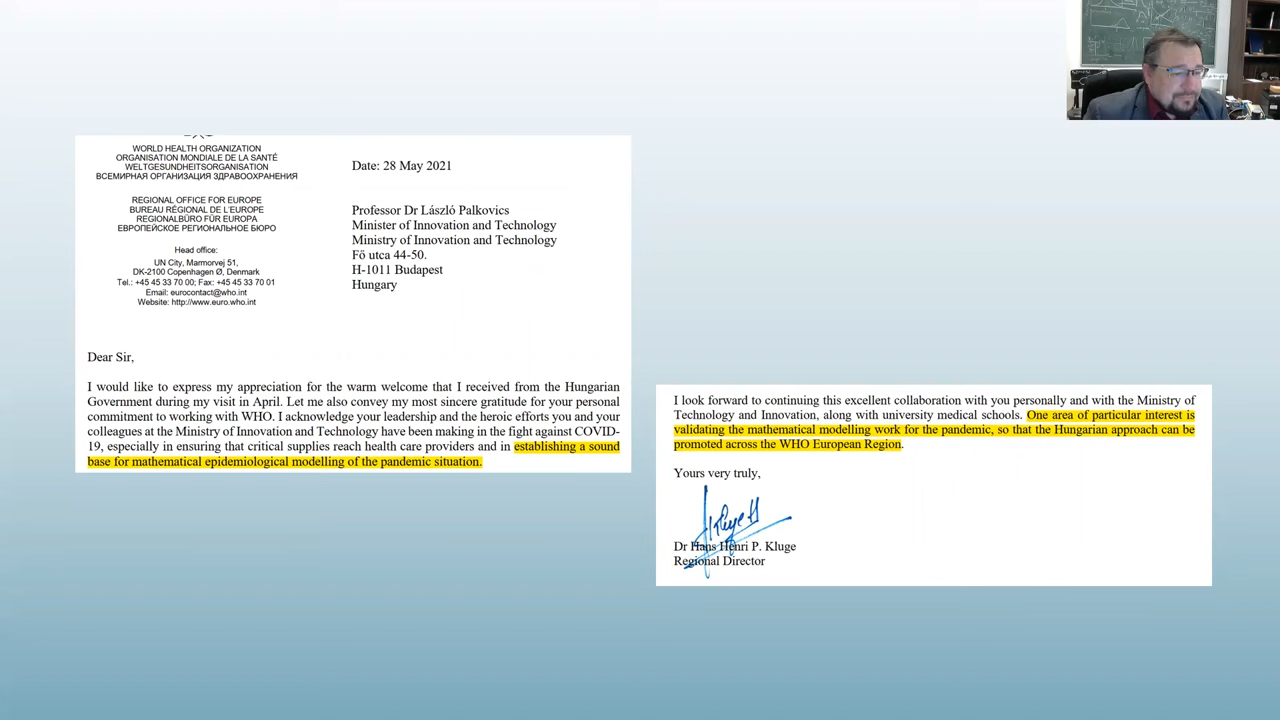 WORLD HEALTH ORGANIZATION
ORGANISATION MONDIALE DE LA SANTÉ
WELTGESUNDHEITSORGANISATION
ВСЕМИРНАЯ ОРГАНИЗАЦИЯ ЗДРАВООХРАНЕНИЯ
REGIONAL OFFICE FOR EUROPE
BUREAU RÉGIONAL DE L'EUROPE
REGIONALBÜRO FÜR EUROPA
ЕВРОПЕЙСКОЕ РЕГИОНАЛЬНОЕ БЮРО
Head office:
UN City, Marmorvej 51,
DK-2100 Copenhagen Ø, Denmark
Tel.: +45 45 33 70 00; Fax: +45 45 33 70 01
Email: eurocontact@who.int
Website: http://www.euro.who.int
Date: 28 May 2021
Professor Dr László Palkovics
Minister of Innovation and Technology
Ministry of Innovation and Technology
Fő utca 44-50.
H-1011 Budapest
Hungary
Dear Sir,
I would like to express my appreciation for the warm welcome that I received from the Hungarian
Government during my visit in April. Let me also convey my most sincere gratitude for your personal
commitment to working with WHO. I acknowledge your leadership and the heroic efforts you and your
colleagues at the Ministry of Innovation and Technology have been making in the fight against COVID-
19, especially in ensuring that critical supplies reach health care providers and in establishing a sound
base for mathematical epidemiological modelling of the pandemic situation.
I look forward to continuing this excellent collaboration with you personally and with the Ministry of
Technology and Innovation, along with university medical schools. One area of particular interest is
validating the mathematical modelling work for the pandemic, so that the Hungarian approach can be
promoted across the WHO European Region.
Yours very truly,
Dr Hans Henri P. Kluge
Regional Director